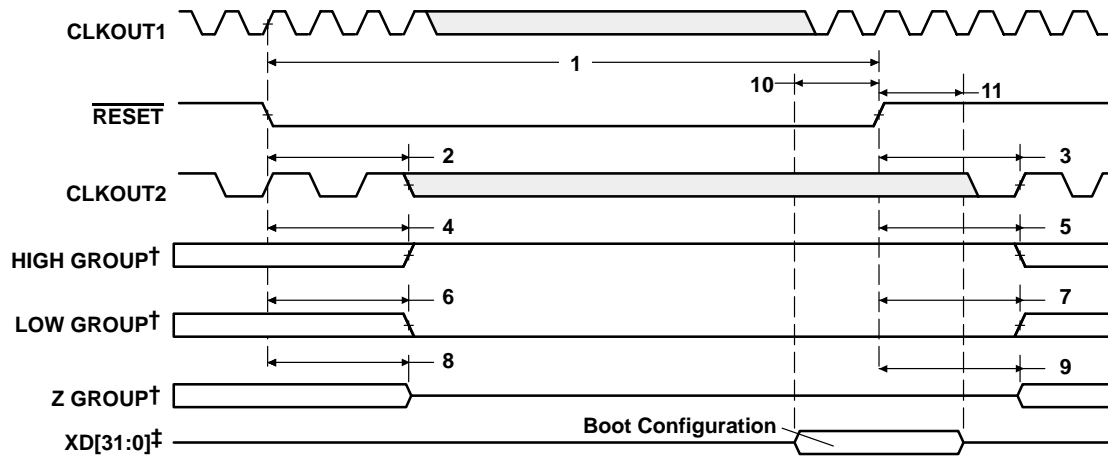 CLKOUT1
1
10
11
RESET
2
3
CLKOUT2
4
5
HIGH GROUP†
6
7
LOW GROUP†
8
9
Z GROUP†
Boot Configuration
XD[31:0]‡